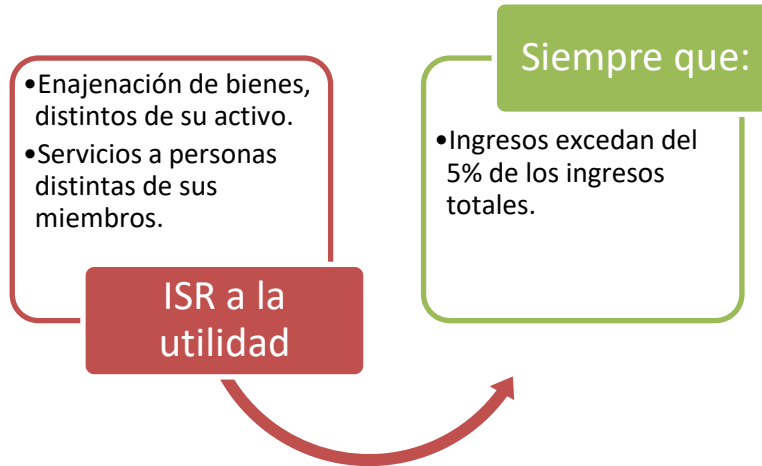 •Enajenación de bienes,
distintos de su activo.
•Servicios a personas
distintas de sus
miembros.
ISR a la
utilidad
Siempre que:
•Ingresos excedan del
5% de los ingresos
totales.